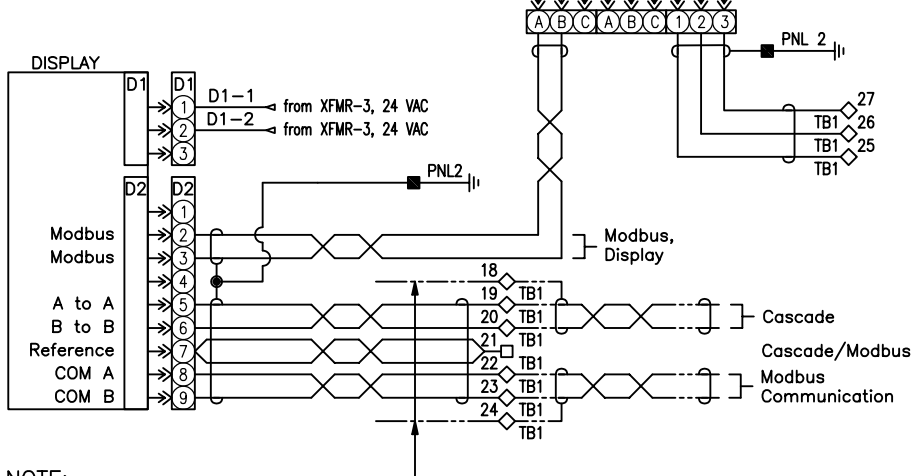 A B C A B C 1 2 3
PNL 2
DISPLAY
D1 D1
1 D1-1 from XFMR-3, 24 VAC
2 D1-2 from XFMR-3, 24 VAC
3
27
TB1 26
TB1 25
TB1
PNL2
D2 D2
1
Modbus 2
Modbus 3
Modbus,
Display
4
18
A to A 5 19 TB1
B to B 6 20 TB1
Cascade
21 TB1
Reference 7
Cascade/Modbus
COM A 8 22 TB1
Modbus
COM B 9 23 TB1
Communication
24 TB1
TB1
NOTE: